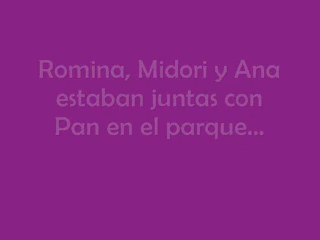 Romina, Midori y Ana
estaban juntas con
Pan en el parque...